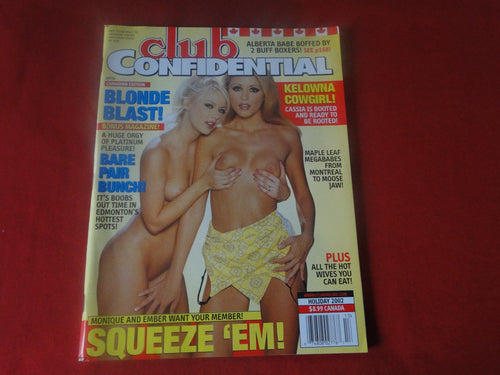 club
CONFIDENTIAL
ALBERTA BABE BOFFED BY
2 BUFF BOXERS! SEE p168!
CANADIAN EDITION
BLONDE
BLAST!
BONUS MAGAZINE!
A HUGE ORGY
OF PLATINUM
PLEASURE!
BARE
PAIR
BUNCH!
IT'S BOOBS
OUT TIME IN
EDMONTON'S
HOTTEST
SPOTS!
KELOWNA
COWGIRL!
CASSIA IS BOOTED
AND READY TO
BE ROOTED!
MAPLE LEAF
MEGABABES
FROM
MONTREAL
TO MOOSE
JAW!
PLUS
ALL THE HOT
WIVES YOU
CAN EAT!
HOLIDAY 2002
$8.99 CANADA
MONIQUE AND EMBER WANT YOUR MEMBER!
SQUEEZE 'EM!